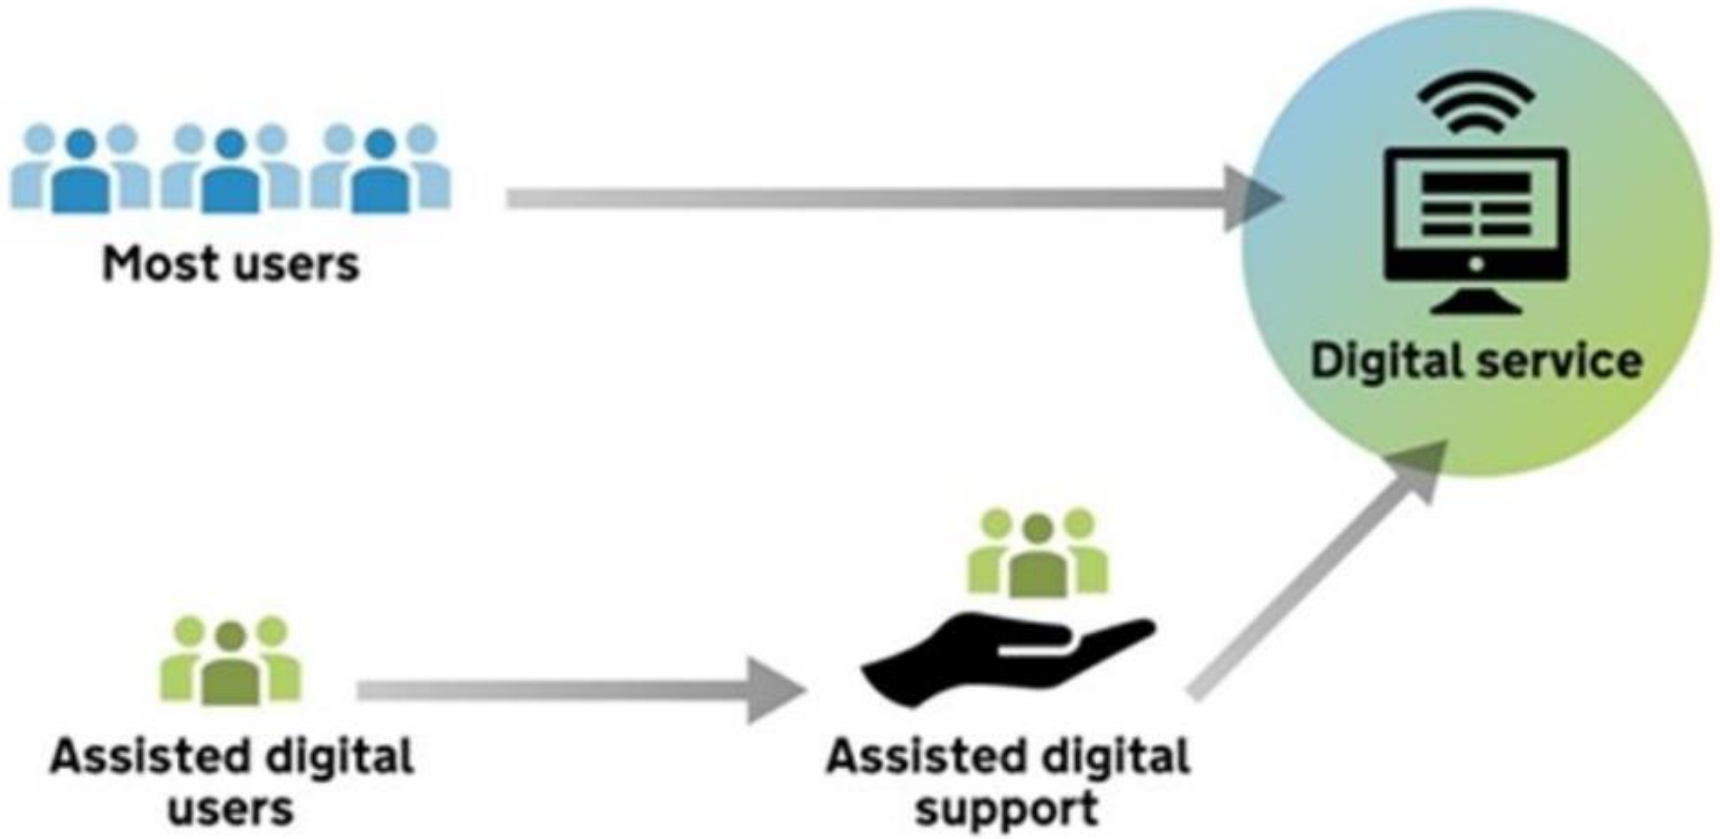 Most users
Digital service
Assisted digital
users
Assisted digital
support